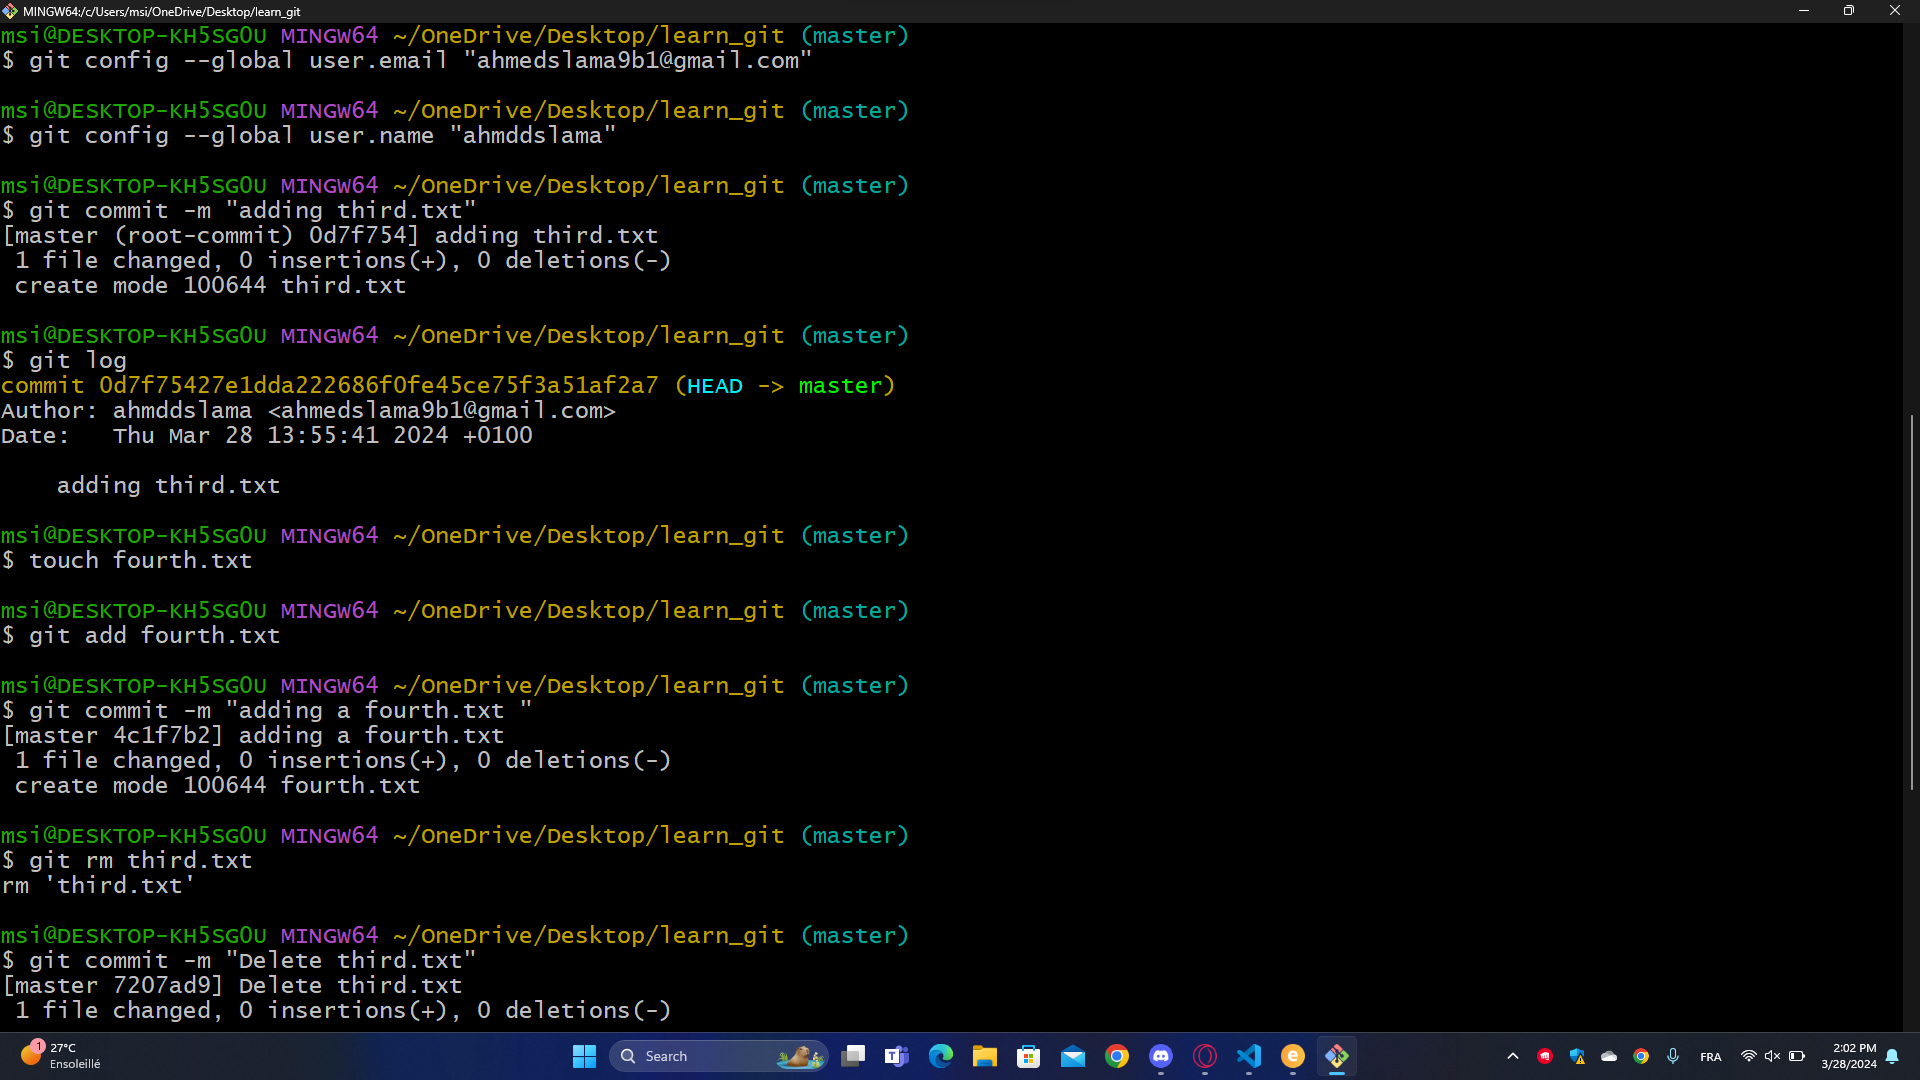 MINGW64:/c/Users/msi/OneDrive/Desktop/learn_git
msi@DESKTOP-KH5SG0U MINGW64 ~/OneDrive/Desktop/learn_git (master)
$ git config --global user.email "ahmedslama9b1@gmail.com"
msi@DESKTOP-KH5SG0U MINGW64 ~/OneDrive/Desktop/learn_git (master)
$ git config --global user.name "ahmddslama"
msi@DESKTOP-KH5SG0U MINGW64 ~/OneDrive/Desktop/learn_git (master)
$ git commit -m "adding third.txt"
[master (root-commit) 0d7f754] adding third.txt
1 file changed, 0 insertions(+), 0 deletions(-)
create mode 100644 third.txt
msi@DESKTOP-KH5SG0U MINGW64 ~/OneDrive/Desktop/learn_git (master)
$ git log
commit 0d7f75427e1dda222686f0fe45ce75f3a51af2a7 (HEAD -> master)
Author: ahmddslama <ahmedslama9b1@gmail.com>
Date:   Thu Mar 28 13:55:41 2024 +0100
adding third.txt
msi@DESKTOP-KH5SG0U MINGW64 ~/OneDrive/Desktop/learn_git (master)
$ touch fourth.txt
msi@DESKTOP-KH5SG0U MINGW64 ~/OneDrive/Desktop/learn_git (master)
$ git add fourth.txt
msi@DESKTOP-KH5SG0U MINGW64 ~/OneDrive/Desktop/learn_git (master)
$ git commit -m "adding a fourth.txt "
[master 4c1f7b2] adding a fourth.txt
1 file changed, 0 insertions(+), 0 deletions(-)
create mode 100644 fourth.txt
msi@DESKTOP-KH5SG0U MINGW64 ~/OneDrive/Desktop/learn_git (master)
$ git rm third.txt
rm 'third.txt'
msi@DESKTOP-KH5SG0U MINGW64 ~/OneDrive/Desktop/learn_git (master)
$ git commit -m "Delete third.txt"
[master 7207ad9] Delete third.txt
1 file changed, 0 insertions(+), 0 deletions(-)
1
27°C
Ensoleillé
Search
FRA
2:02 PM
3/28/2024